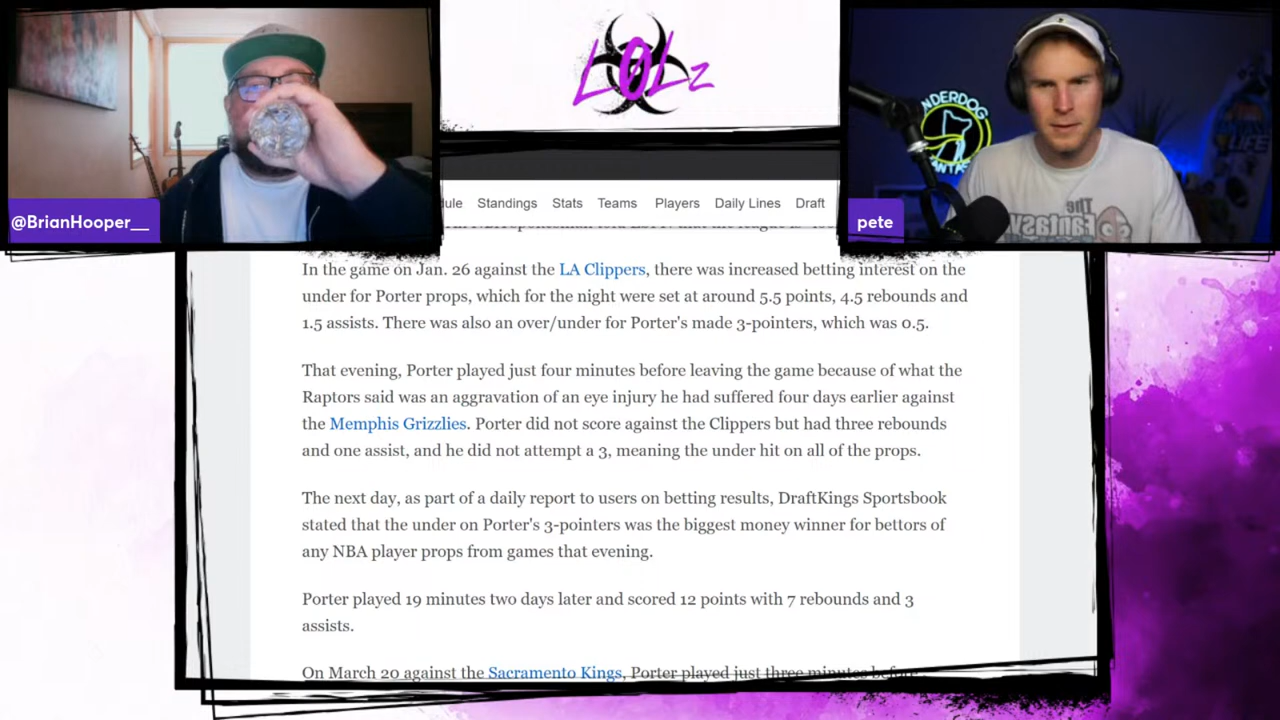 LOLz
UNDERDOG
FANTASY
LIFE
The
Fantasy
@BrianHooper__
pete
Standings Stats Teams Players Daily Lines Draft
In the game on Jan. 26 against the LA Clippers, there was increased betting interest on the
under for Porter props, which for the night were set at around 5.5 points, 4.5 rebounds and
1.5 assists. There was also an over/under for Porter's made 3-pointers, which was 0.5.
That evening, Porter played just four minutes before leaving the game because of what the
Raptors said was an aggravation of an eye injury he had suffered four days earlier against
the Memphis Grizzlies. Porter did not score against the Clippers but had three rebounds
and one assist, and he did not attempt a 3, meaning the under hit on all of the props.
The next day, as part of a daily report to users on betting results, DraftKings Sportsbook
stated that the under on Porter's 3-pointers was the biggest money winner for bettors of
any NBA player props from games that evening.
Porter played 19 minutes two days later and scored 12 points with 7 rebounds and 3
assists.
On March 20 against the Sacramento Kings, Porter played just three minutes before